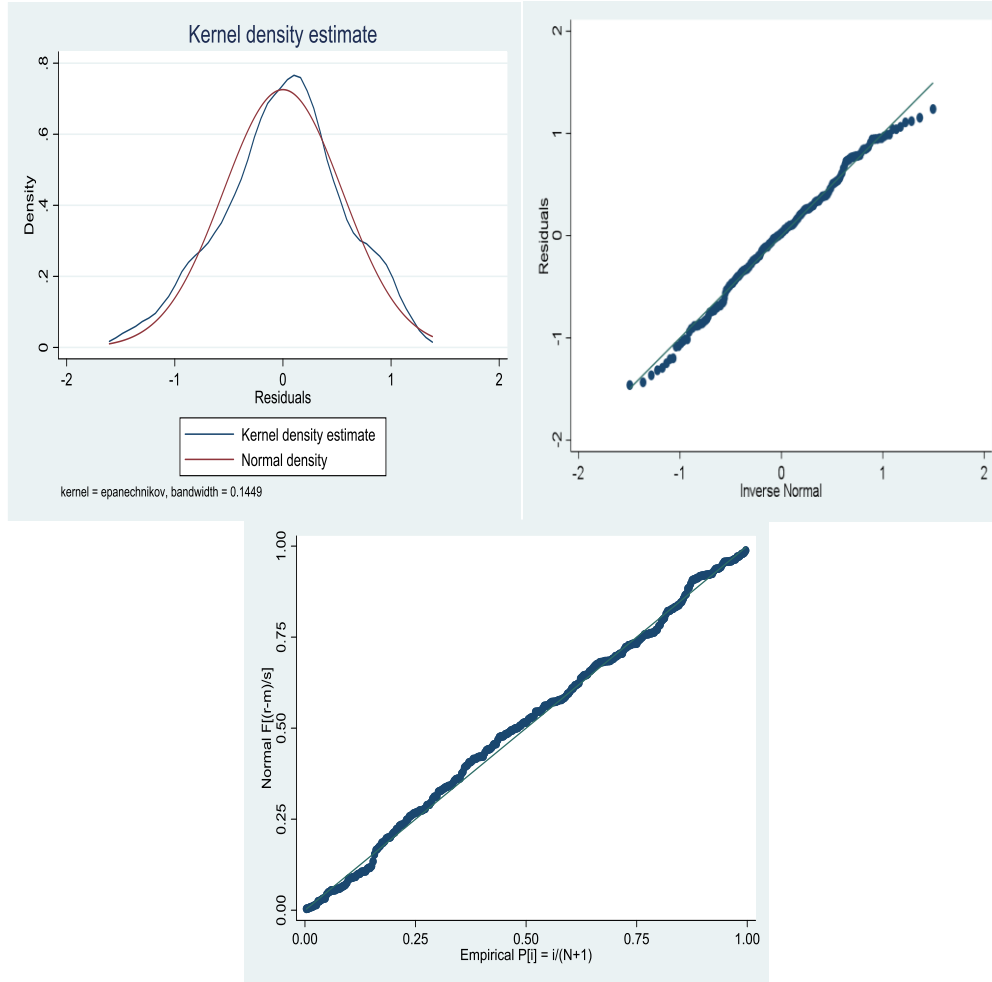 Kernel density estimate
.8
.6
.4
.2
0
Density
-2 -1 0 1 2
Residuals
Kernel density estimate
Normal density
kernel = epanechnikov, bandwidth = 0.1449
2
1
0
-1
-2
Residuals
-2 -1 0 1 2
Inverse Normal
1.00
0.75
0.50
0.25
0.00
Normal F[(r-m)/s]
0.00 0.25 0.50 0.75 1.00
Empirical P[i] = i/(N+1)